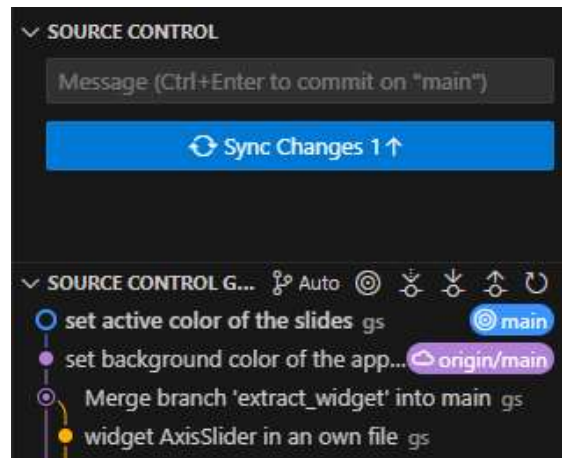 SOURCE CONTROL
Message (Ctrl+Enter to commit on "main")
Sync Changes 1↑
SOURCE CONTROL G... Auto
set active color of the slides gs main
set background color of the app... origin/main
Merge branch 'extract_widget' into main gs
widget AxisSlider in an own file gs